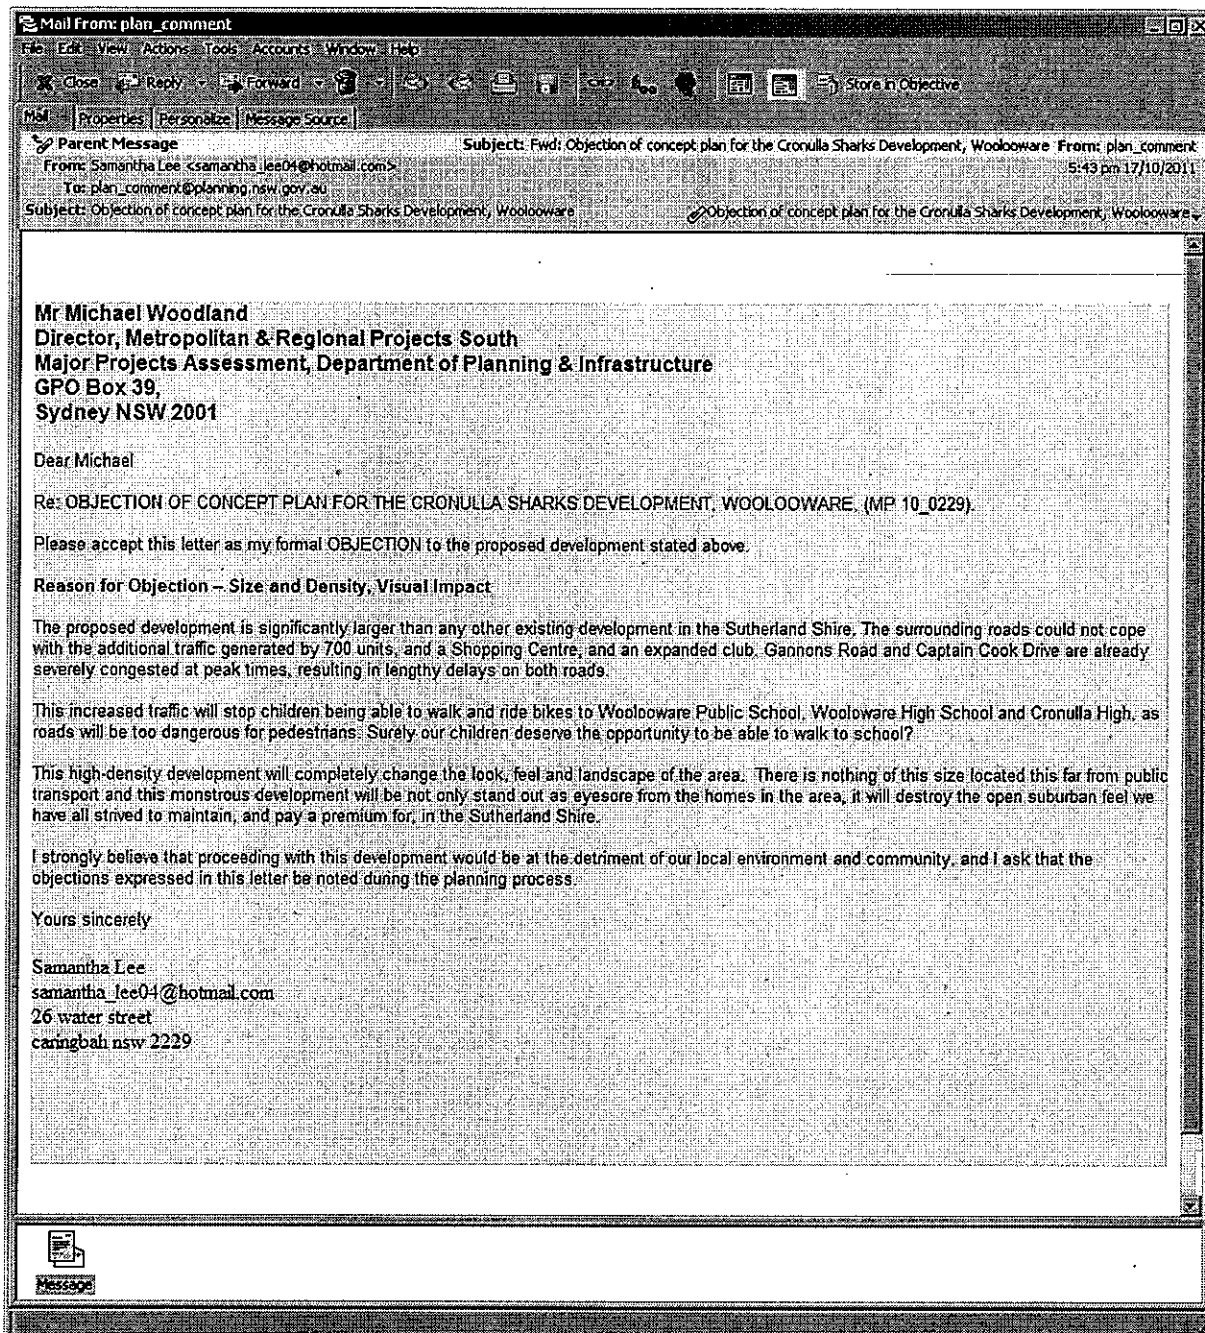 Mail From: plan_comment
File Edit View Actions Tools Accounts Window Help
Close Reply Forward Store in Objective
Mail Properties Personalize Message Source
Parent Message Subject: Fwd: Objection of concept plan for the Cronulla Sharks Development, Woolooware From: plan_comment
From: Samantha Lee <samantha_lee04@hotmail.com> 5:43 pm 17/10/2011
To: plan_comment@planning.nsw.gov.au
Subject: Objection of concept plan for the Cronulla Sharks Development, Woolooware Objection of concept plan for the Cronulla Sharks Development, Woolooware
Mr Michael Woodland
Director, Metropolitan & Regional Projects South
Major Projects Assessment, Department of Planning & Infrastructure
GPO Box 39,
Sydney NSW 2001
Dear Michael
Re: OBJECTION OF CONCEPT PLAN FOR THE CRONULLA SHARKS DEVELOPMENT, WOOLOOWARE, (MP 10_0229).
Please accept this letter as my formal OBJECTION to the proposed development stated above.
Reason for Objection – Size and Density, Visual Impact
The proposed development is significantly larger than any other existing development in the Sutherland Shire. The surrounding roads could not cope
with the additional traffic generated by 700 units, and a Shopping Centre, and an expanded club. Gannons Road and Captain Cook Drive are already
severely congested at peak times, resulting in lengthy delays on both roads.
This increased traffic will stop children being able to walk and ride bikes to Woolooware Public School, Wooloware High School and Cronulla High, as
roads will be too dangerous for pedestrians. Surely our children deserve the opportunity to be able to walk to school?
This high-density development will completely change the look, feel and landscape of the area. There is nothing of this size located this far from public
transport and this monstrous development will be not only stand out as eyesore from the homes in the area, it will destroy the open suburban feel we
have all strived to maintain, and pay a premium for, in the Sutherland Shire.
I strongly believe that proceeding with this development would be at the detriment of our local environment and community, and I ask that the
objections expressed in this letter be noted during the planning process.
Yours sincerely
Samantha Lee
samantha_lee04@hotmail.com
26 water street
caringbah nsw 2229
Message